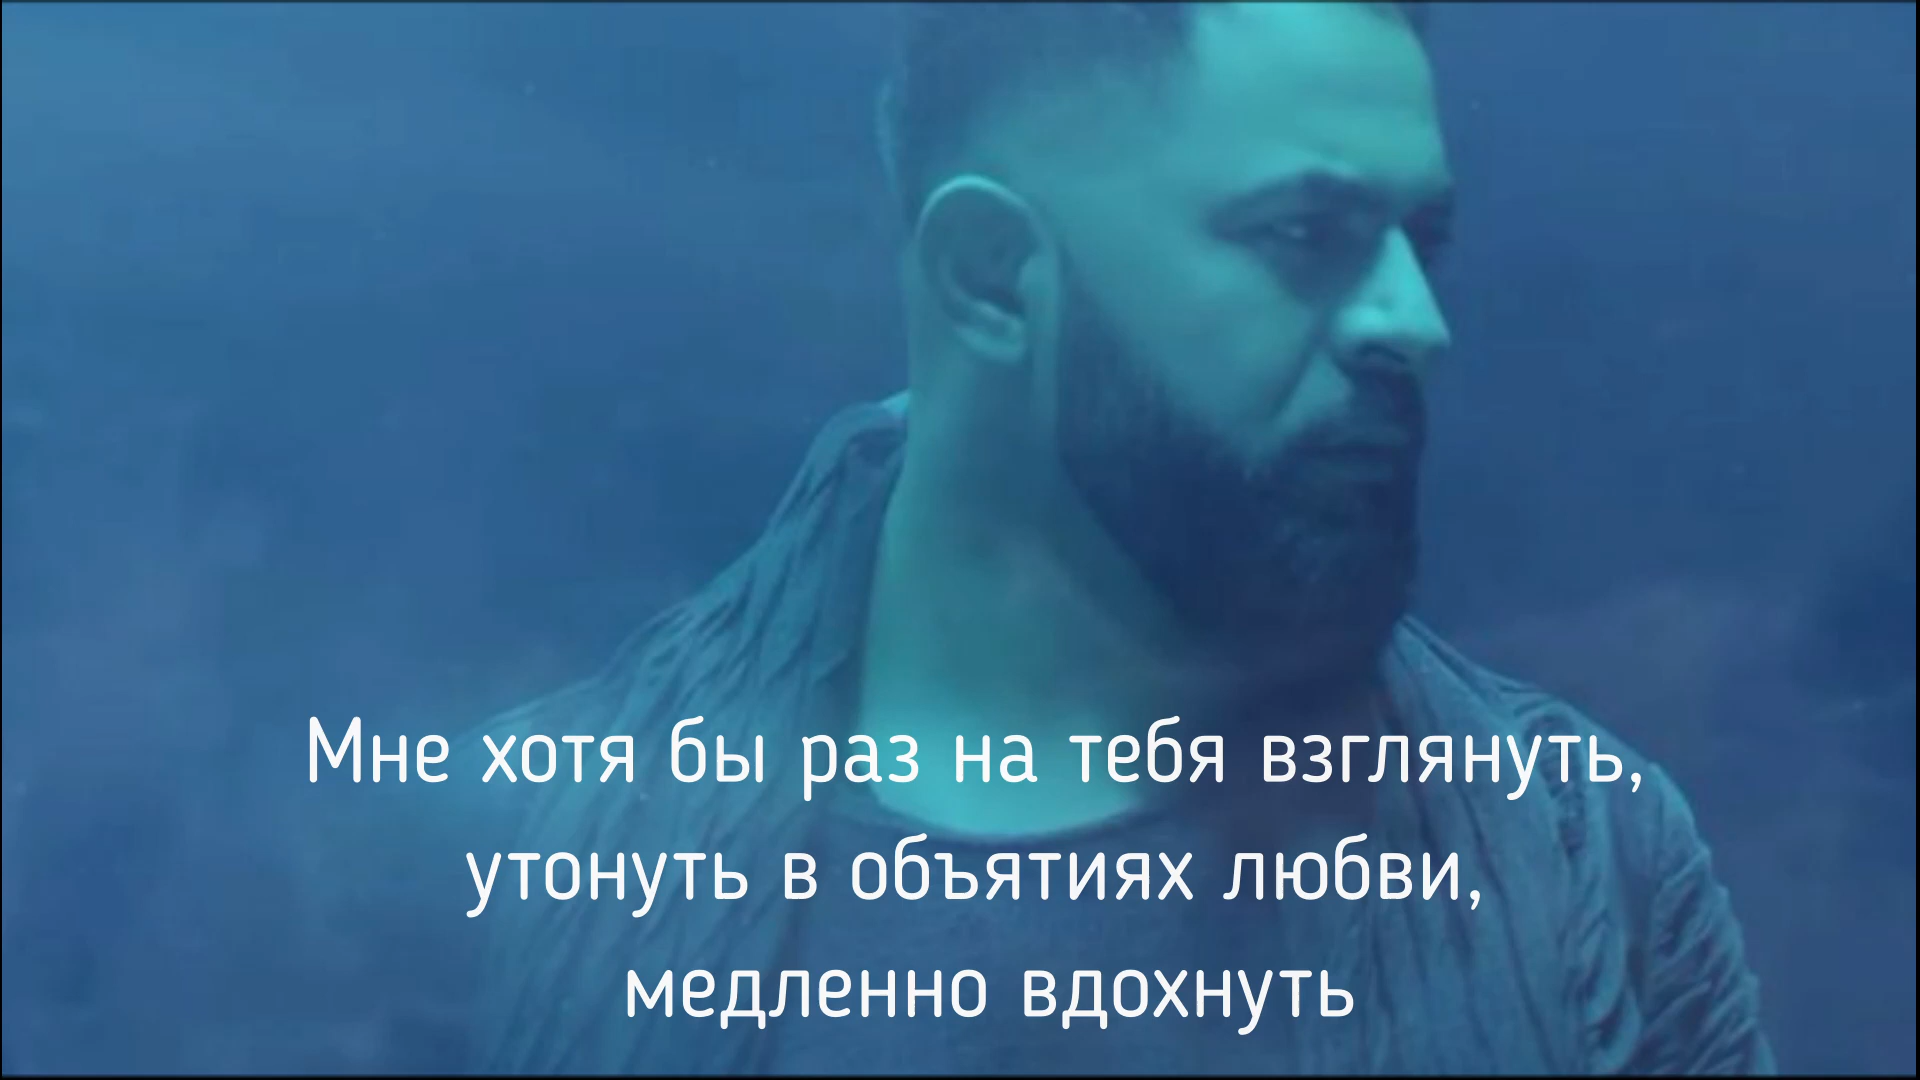 Мне хотя бы раз на тебя взглянуть,
утонуть в объятиях любви,
медленно вдохнуть